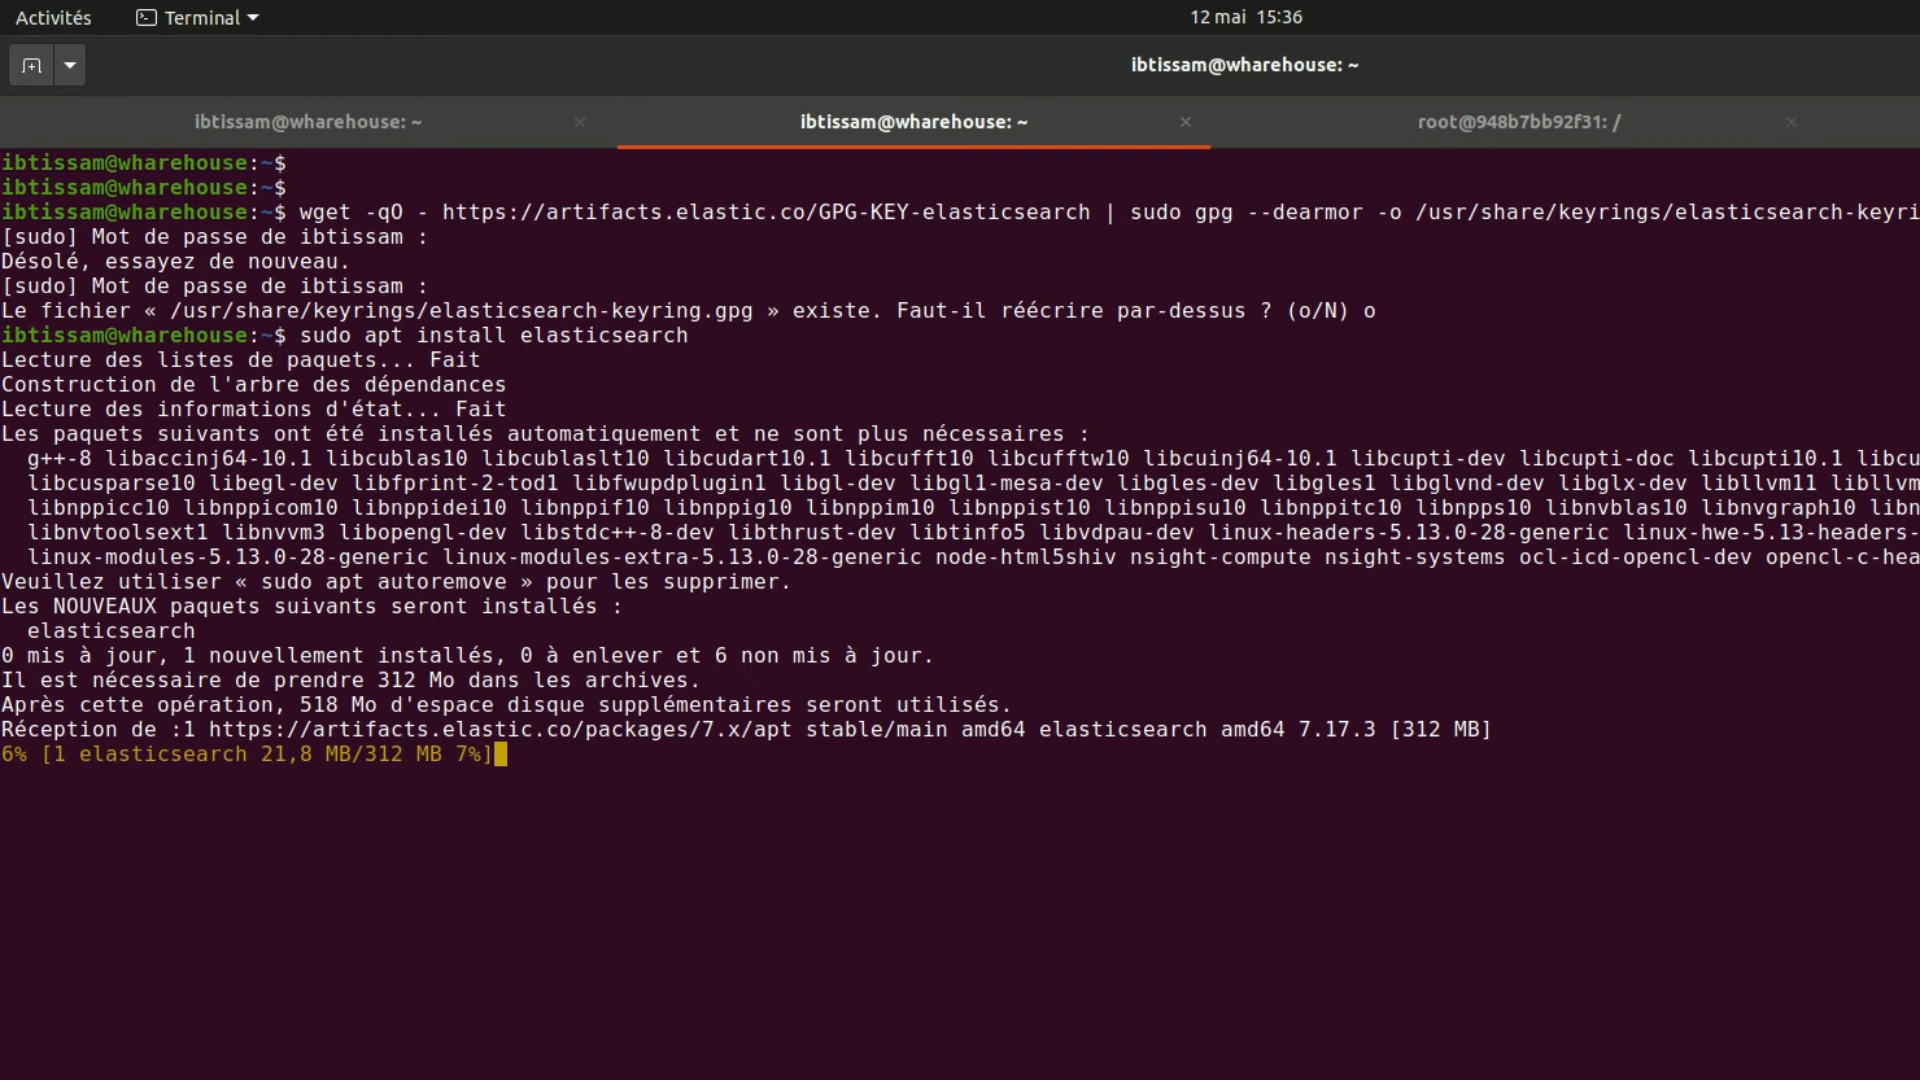 Activités Terminal 12 mai 15:36
ibtissam@wharehouse: ~
ibtissam@wharehouse: ~ × ibtissam@wharehouse: ~ × root@948b7bb92f31: / ×
ibtissam@wharehouse:~$
ibtissam@wharehouse:~$
ibtissam@wharehouse:~$ wget -qO - https://artifacts.elastic.co/GPG-KEY-elasticsearch | sudo gpg --dearmor -o /usr/share/keyrings/elasticsearch-keyri
[sudo] Mot de passe de ibtissam :
Désolé, essayez de nouveau.
[sudo] Mot de passe de ibtissam :
Le fichier « /usr/share/keyrings/elasticsearch-keyring.gpg » existe. Faut-il réécrire par-dessus ? (o/N) o
ibtissam@wharehouse:~$ sudo apt install elasticsearch
Lecture des listes de paquets... Fait
Construction de l'arbre des dépendances
Lecture des informations d'état... Fait
Les paquets suivants ont été installés automatiquement et ne sont plus nécessaires :
g++-8 libaccinj64-10.1 libcublas10 libcublaslt10 libcudart10.1 libcufft10 libcufftw10 libcuinj64-10.1 libcupti-dev libcupti-doc libcupti10.1 libcu
libcusparse10 libegl-dev libfprint-2-tod1 libfwupdplugin1 libgl-dev libgl1-mesa-dev libgles-dev libgles1 libglvnd-dev libglx-dev libllvm11 libllvm
libnppicc10 libnppicom10 libnppidei10 libnppif10 libnppig10 libnppim10 libnppist10 libnppisu10 libnppitc10 libnpps10 libnvblas10 libnvgraph10 libn
libnvtoolsext1 libnvvm3 libopengl-dev libstdc++-8-dev libthrust-dev libtinfo5 libvdpau-dev linux-headers-5.13.0-28-generic linux-hwe-5.13-headers-
linux-modules-5.13.0-28-generic linux-modules-extra-5.13.0-28-generic node-html5shiv nsight-compute nsight-systems ocl-icd-opencl-dev opencl-c-hea
Veuillez utiliser « sudo apt autoremove » pour les supprimer.
Les NOUVEAUX paquets suivants seront installés :
elasticsearch
0 mis à jour, 1 nouvellement installés, 0 à enlever et 6 non mis à jour.
Il est nécessaire de prendre 312 Mo dans les archives.
Après cette opération, 518 Mo d'espace disque supplémentaires seront utilisés.
Réception de :1 https://artifacts.elastic.co/packages/7.x/apt stable/main amd64 elasticsearch amd64 7.17.3 [312 MB]
6% [1 elasticsearch 21,8 MB/312 MB 7%]